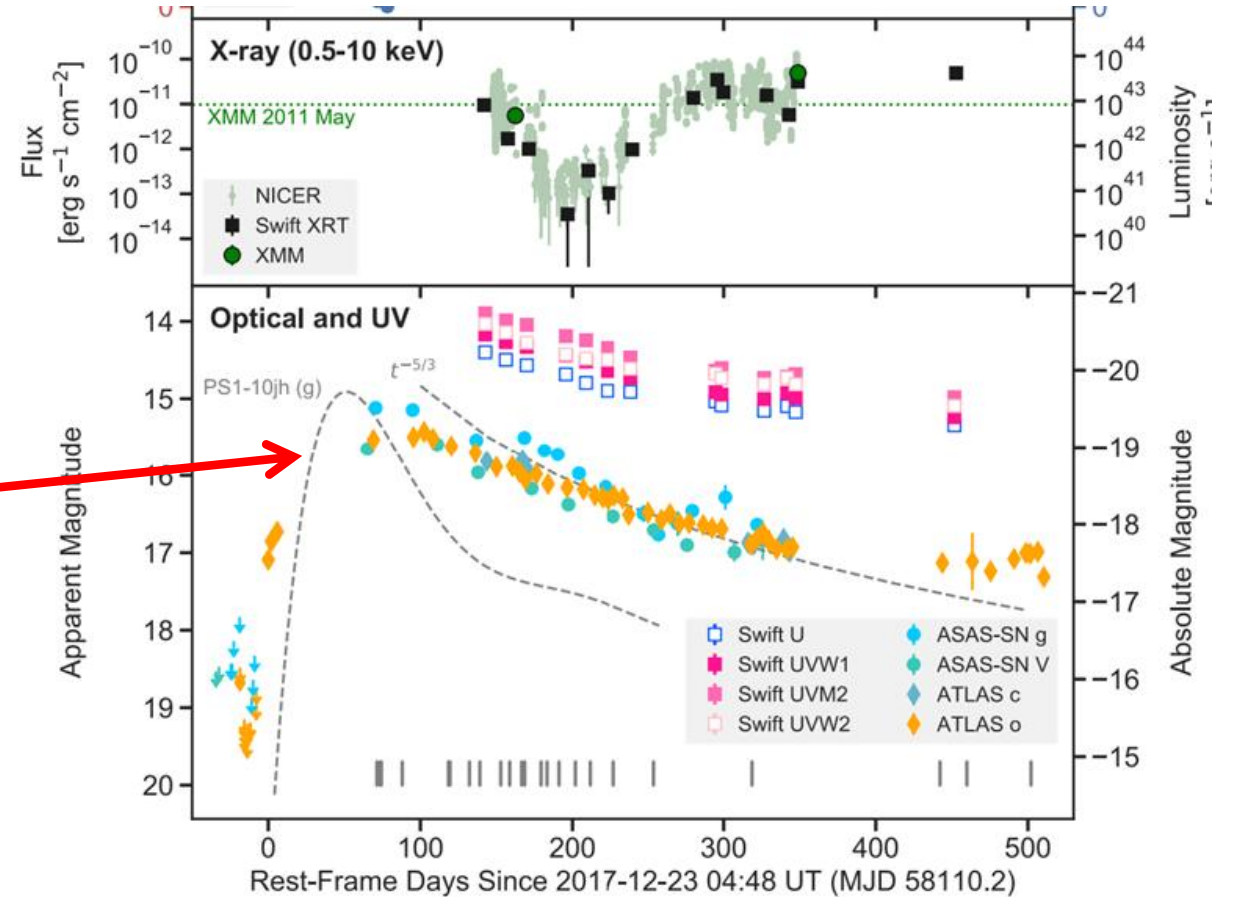 0
0
X-ray (0.5-10 keV)
10⁻¹⁰
10⁻¹¹
10⁻¹²
10⁻¹³
10⁻¹⁴
Flux
[erg s⁻¹ cm⁻²]
XMM 2011 May
NICER
Swift XRT
XMM
10⁴⁴
10⁴³
10⁴²
10⁴¹
10⁴⁰
Luminosity
Optical and UV
PS1-10jh (g)
t⁻⁵/³
14
15
16
17
18
19
20
Apparent Magnitude
−21
−20
−19
−18
−17
−16
−15
Absolute Magnitude
Swift U
Swift UVW1
Swift UVM2
Swift UVW2
ASAS-SN g
ASAS-SN V
ATLAS c
ATLAS o
0 100 200 300 400 500
Rest-Frame Days Since 2017-12-23 04:48 UT (MJD 58110.2)